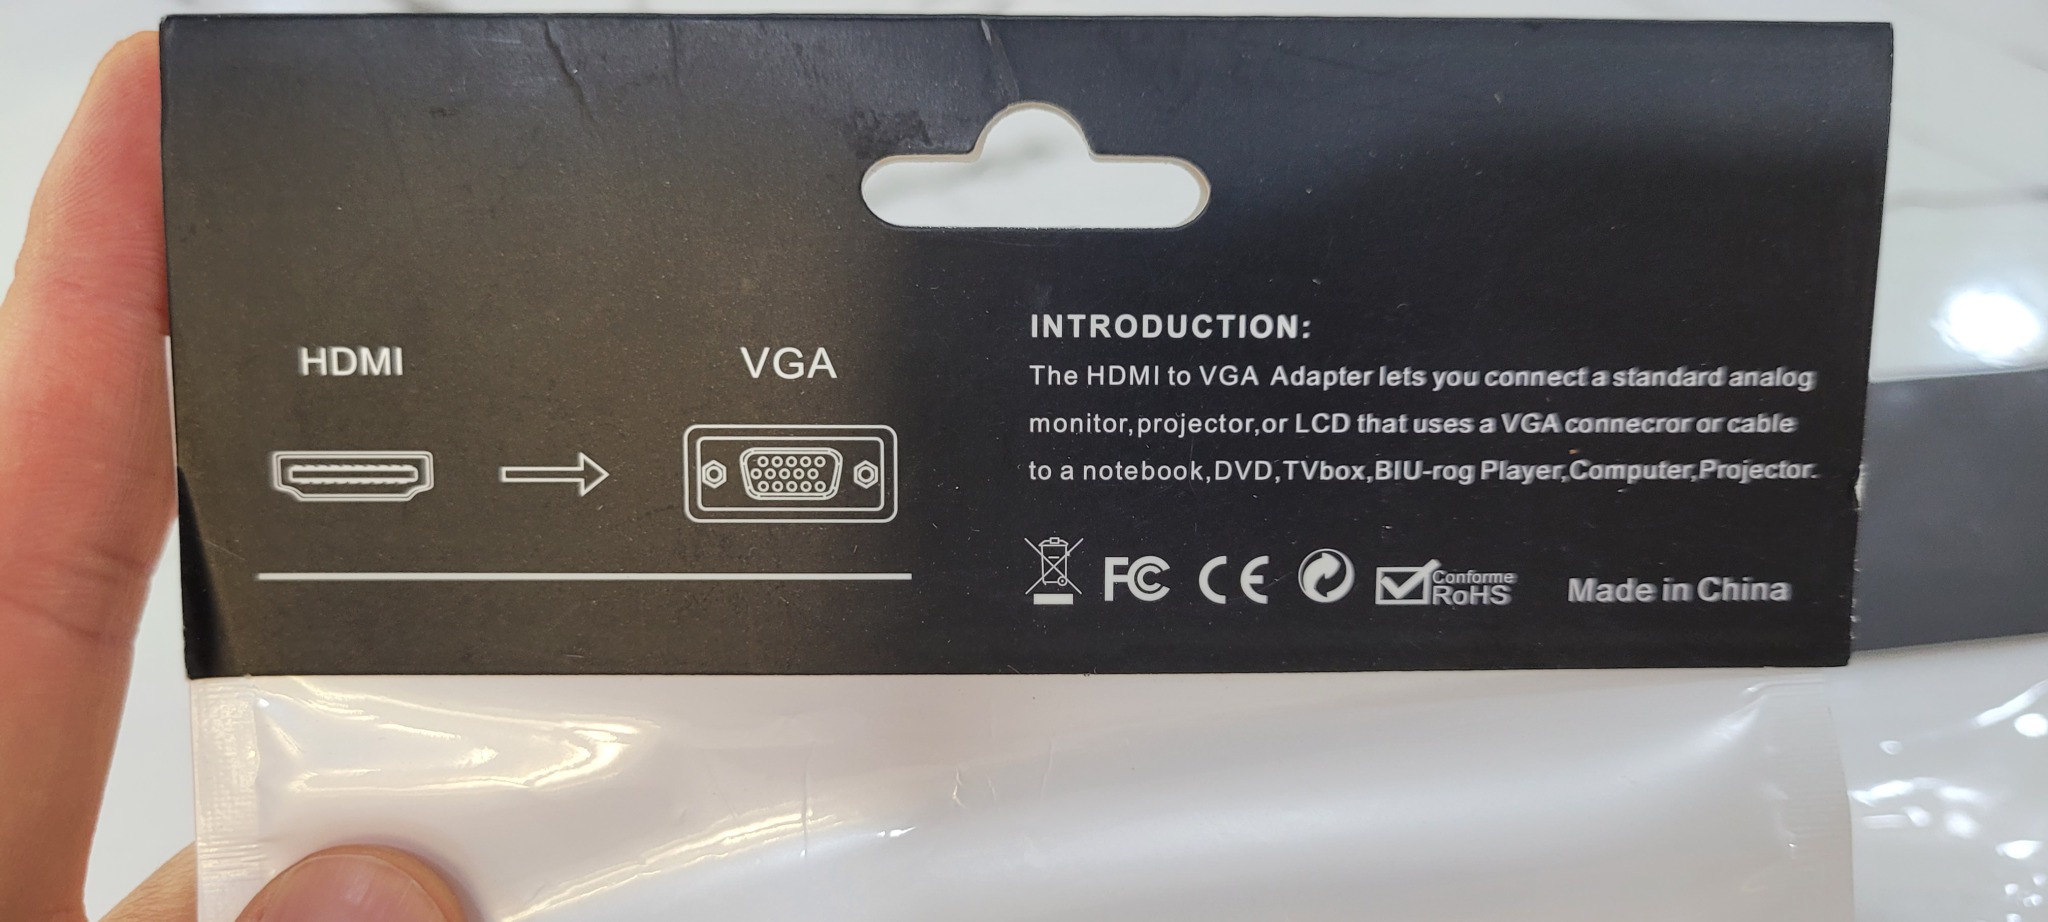 HDMI
VGA
INTRODUCTION:
The HDMI to VGA Adapter lets you connect a standard analog
monitor,projector,or LCD that uses a VGA connecror or cable
to a notebook,DVD,TVbox,BIU-rog Player,Computer,Projector.
FC CE Conforme
RoHS
Made in China